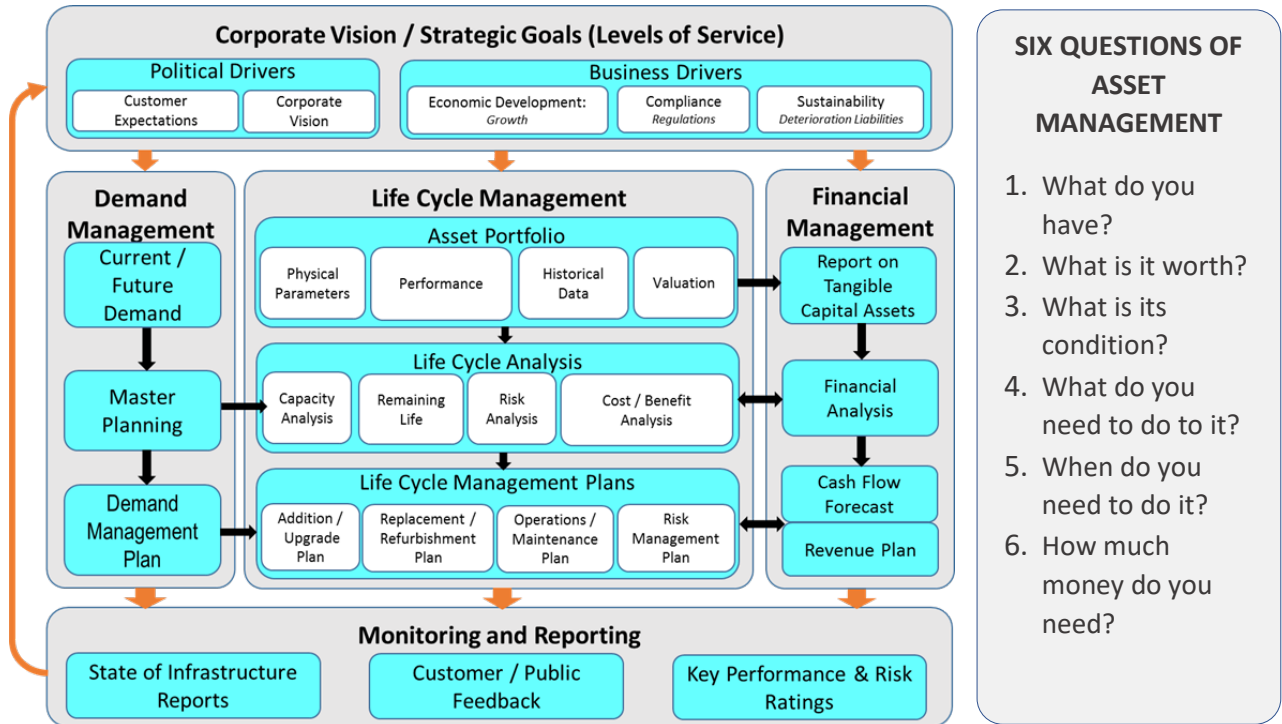 Corporate Vision / Strategic Goals (Levels of Service)
Political Drivers
Customer
Expectations
Corporate
Vision
Business Drivers
Economic Development:
Growth
Compliance
Regulations
Sustainability
Deterioration Liabilities
Demand
Management
Current /
Future
Demand
Master
Planning
Demand
Management
Plan
Life Cycle Management
Asset Portfolio
Physical
Parameters
Performance
Historical
Data
Valuation
Life Cycle Analysis
Capacity
Analysis
Remaining
Life
Risk
Analysis
Cost / Benefit
Analysis
Life Cycle Management Plans
Addition /
Upgrade
Plan
Replacement /
Refurbishment
Plan
Operations /
Maintenance
Plan
Risk
Management
Plan
Financial
Management
Report on
Tangible
Capital Assets
Financial
Analysis
Cash Flow
Forecast
Revenue Plan
Monitoring and Reporting
State of Infrastructure
Reports
Customer / Public
Feedback
Key Performance & Risk
Ratings
SIX QUESTIONS OF
ASSET
MANAGEMENT
1. What do you
have?
2. What is it worth?
3. What is its
condition?
4. What do you
need to do to it?
5. When do you
need to do it?
6. How much
money do you
need?